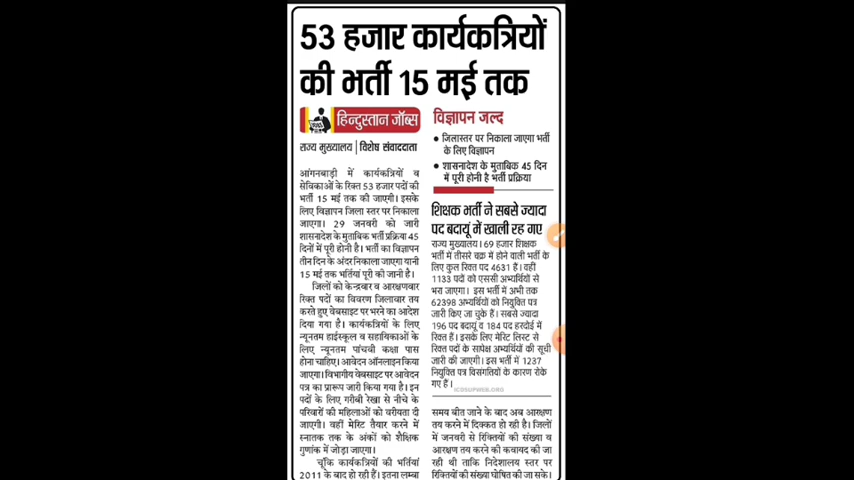 53 हजार कार्यकत्रियों
की भर्ती 15 मई तक
हिन्दुस्तान जॉब्स
राज्य मुख्यालय | विशेष संवाददाता
आंगनबाड़ी में कार्यकत्रियों व
सेविकाओं के रिक्त 53 हजार पदों की
भर्ती 15 मई तक की जाएगी। इसके
लिए विज्ञापन जिला स्तर पर निकाला
जाएगा। 29 जनवरी को जारी
शासनादेश के मुताबिक भर्ती प्रक्रिया 45
दिनों में पूरी होनी है। भर्ती का विज्ञापन
तीन दिन के अंदर निकाला जाएगा यानी
15 मई तक भर्तियां पूरी की जानी है।
जिलों को केन्द्रवार व आरक्षणवार
रिक्त पदों का विवरण जिलावार तय
करते हुए वेबसाइट पर भरने का आदेश
दिया गया है। कार्यकत्रियों के लिए
न्यूनतम हाईस्कूल व सहायिकाओं के
लिए न्यूनतम पांचवी कक्षा पास
होना चाहिए। आवेदन ऑनलाइन किया
जाएगा। विभागीय वेबसाइट पर आवेदन
पत्र का प्रारूप जारी किया गया है। इन
पदों के लिए गरीबी रेखा से नीचे के
परिवारों की महिलाओं को वरीयता दी
जाएगी। वहीं मेरिट तैयार करने में
स्नातक तक के अंकों को शैक्षिक
गुणांक में जोड़ा जाएगा।
चूंकि कार्यकत्रियों की भर्तियां
2011 के बाद हो रही हैं। इतना लम्बा
विज्ञापन जल्द
● जिलास्तर पर निकाला जाएगा भर्ती
के लिए विज्ञापन
● शासनादेश के मुताबिक 45 दिन
में पूरी होनी है भर्ती प्रक्रिया
शिक्षक भर्ती ने सबसे ज्यादा
पद बदायूं में खाली रह गए
राज्य मुख्यालय। 69 हजार शिक्षक
भर्ती में तीसरे चक्र में होने वाली भर्ती के
लिए कुल रिक्त पद 4631 हैं। वहीं
1133 पदों को एससी अभ्यर्थियों से
भरा जाएगा। इस भर्ती में अभी तक
62398 अभ्यर्थियों को नियुक्ति पत्र
जारी किए जा चुके हैं। सबसे ज्यादा
196 पद बदायूं व 184 पद हरदोई में
रिक्त हैं। इसके लिए मेरिट लिस्ट से
रिक्त पदों के सापेक्ष अभ्यर्थियों की सूची
जारी की जाएगी। इस भर्ती में 1237
नियुक्ति पत्र विसंगतियों के कारण रोके
गए हैं।
ICDSUPWEB.ORG
समय बीत जाने के बाद अब आरक्षण
तय करने में दिक्कत हो रही है। जिलों
में जनवरी से रिक्तियों की संख्या व
आरक्षण तय करने की कवायद की जा
रही थी ताकि निदेशालय स्तर पर
रिक्तियों की संख्या घोषित की जा सके।